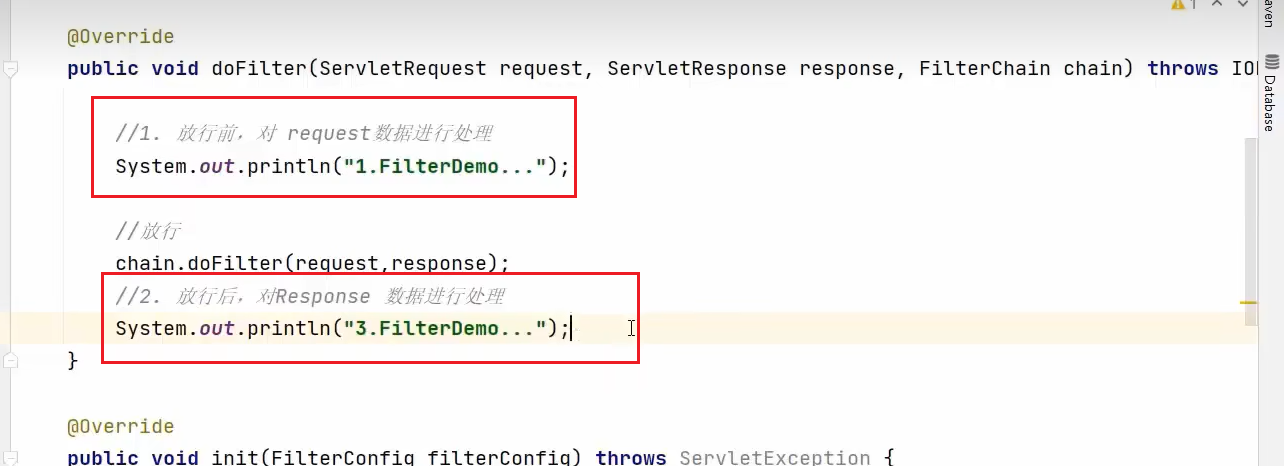 1
aven
@Override
public void doFilter(ServletRequest request, ServletResponse response, FilterChain chain) throws
Database
//1. 放行前，对 request数据进行处理
System.out.println("1.FilterDemo...");
//放行
chain.doFilter(request,response);
//2. 放行后，对Response 数据进行处理
System.out.println("3.FilterDemo...");
}
@Override
public void init(FilterConfig filterConfig) throws ServletException {